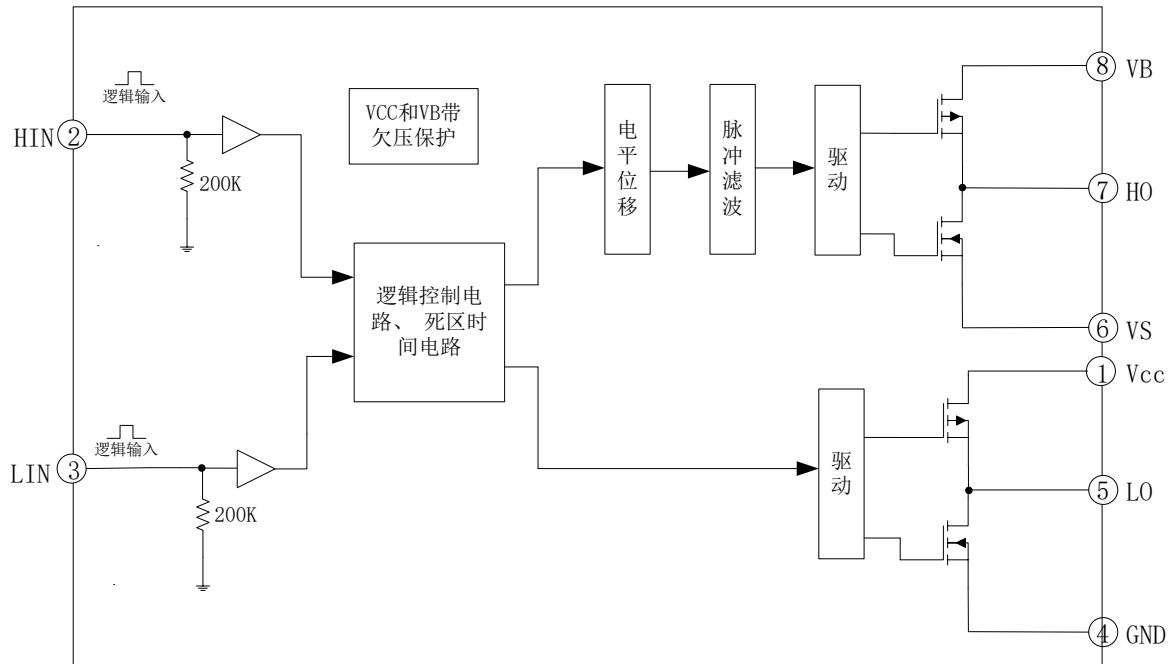 逻辑输入
HIN ②
200K
VCC和VB带
欠压保护
电平位移
脉冲滤波
驱动
⑧ VB
⑦ HO
⑥ VS
逻辑控制电
路、 死区时
间电路
① Vcc
逻辑输入
LIN ③
200K
驱动
⑤ LO
④ GND